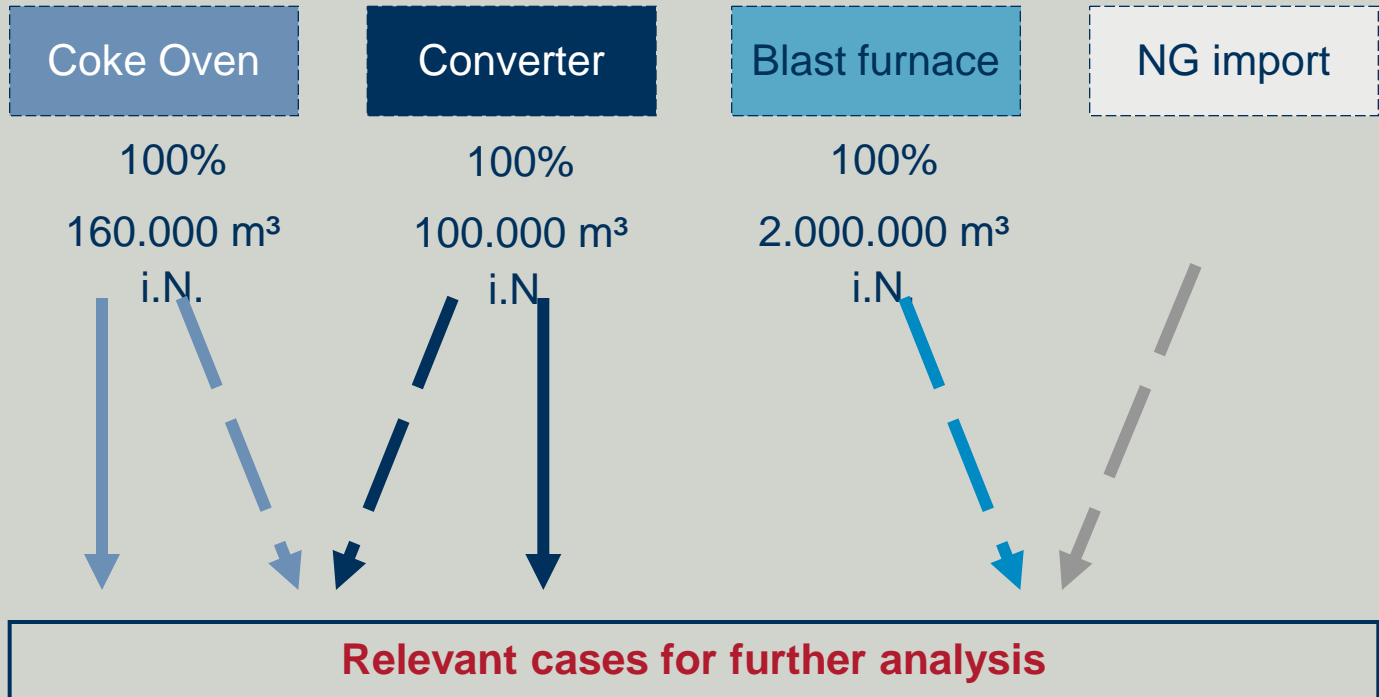 Coke Oven
Converter
Blast furnace
NG import
100%
100%
100%
160.000 m³
100.000 m³
2.000.000 m³
i.N.
i.N
i.N.
Relevant cases for further analysis